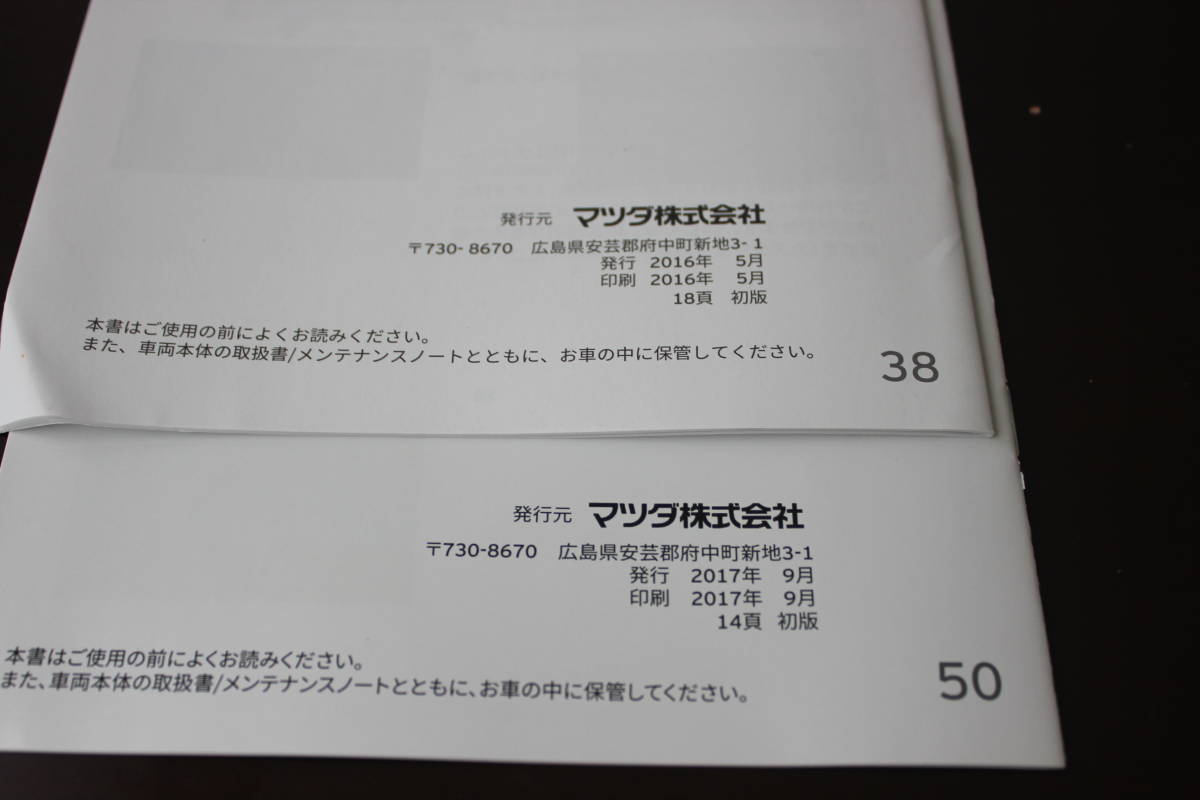 発行元 マツダ株式会社
〒730-8670 広島県安芸郡府中町新地3-1
発行 2016年 5月
印刷 2016年 5月
18頁 初版
本書はご使用の前によくお読みください。
また、車両本体の取扱書/メンテナンスノートとともに、お車の中に保管してください。
38
発行元 マツダ株式会社
〒730-8670 広島県安芸郡府中町新地3-1
発行 2017年 9月
印刷 2017年 9月
14頁 初版
本書はご使用の前によくお読みください。
また、車両本体の取扱書/メンテナンスノートとともに、お車の中に保管してください。
50